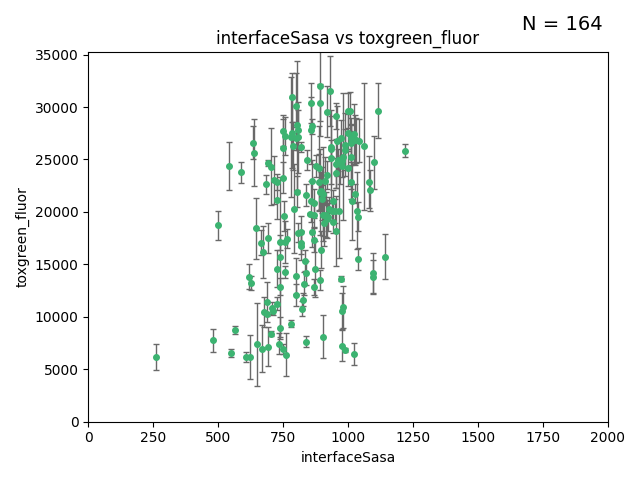 N = 164
interfaceSasa vs toxgreen_fluor
35000
30000
25000
20000
15000
10000
5000
0
toxgreen_fluor
0 250 500 750 1000 1250 1500 1750 2000
interfaceSasa